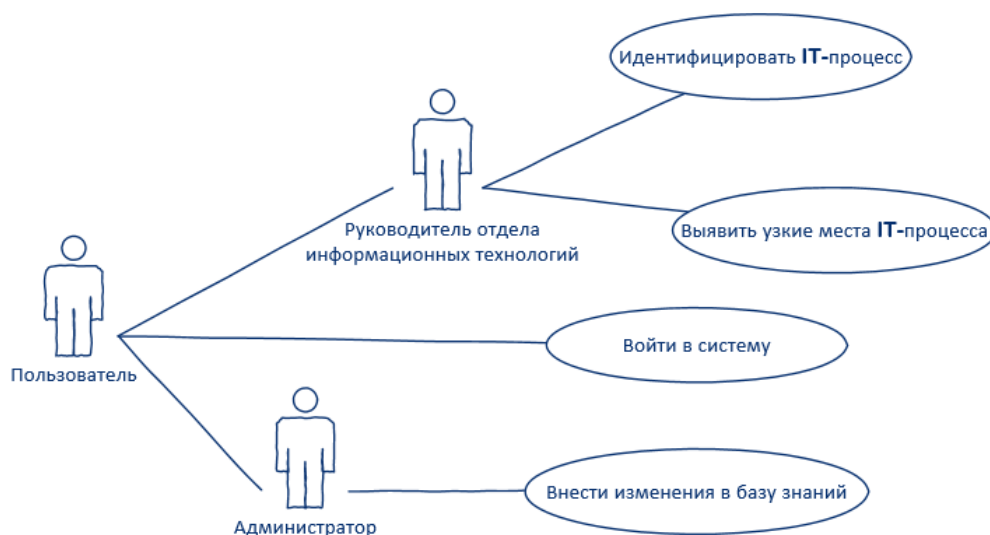 Идентифицировать IT-процесс
Руководитель отдела
информационных технологий
Выявить узкие места IT-процесса
Войти в систему
Пользователь
Внести изменения в базу знаний
Администратор